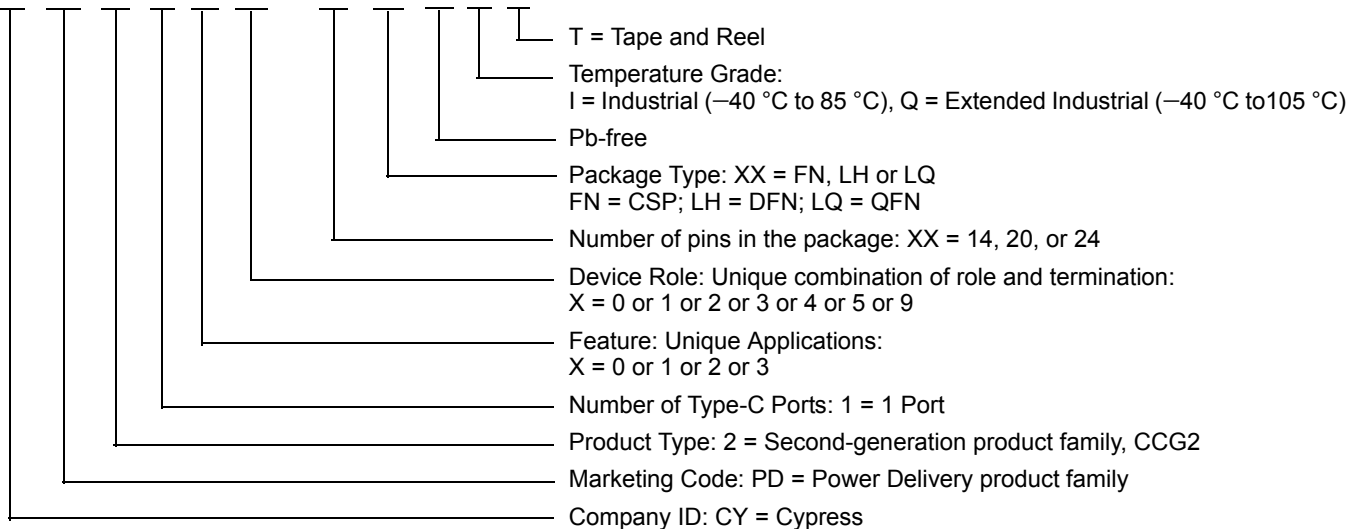 T = Tape and Reel
Temperature Grade:
I = Industrial (–40 °C to 85 °C), Q = Extended Industrial (–40 °C to105 °C)
Pb-free
Package Type: XX = FN, LH or LQ
FN = CSP; LH = DFN; LQ = QFN
Number of pins in the package: XX = 14, 20, or 24
Device Role: Unique combination of role and termination:
X = 0 or 1 or 2 or 3 or 4 or 5 or 9
Feature: Unique Applications:
X = 0 or 1 or 2 or 3
Number of Type-C Ports: 1 = 1 Port
Product Type: 2 = Second-generation product family, CCG2
Marketing Code: PD = Power Delivery product family
Company ID: CY = Cypress